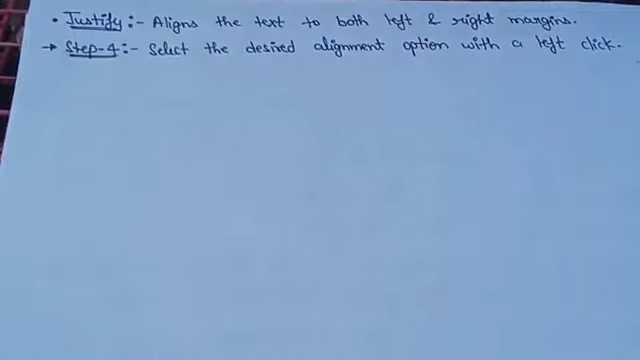 • Justify :- Aligns the text to both left & right margins.
→ Step-4 :- Select the desired alignment option with a left click.